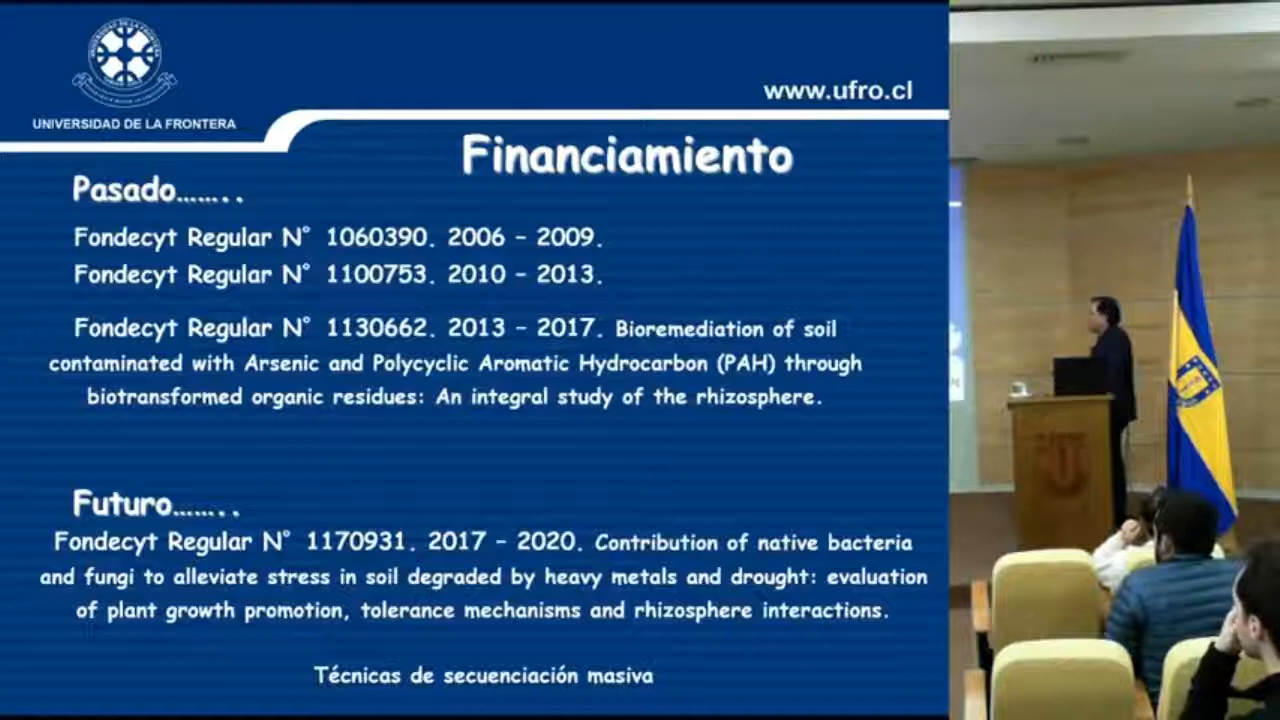 www.ufro.cl
UNIVERSIDAD DE LA FRONTERA
Financiamiento
Pasado……..
Fondecyt Regular N° 1060390. 2006 – 2009.
Fondecyt Regular N° 1100753. 2010 – 2013.
Fondecyt Regular N° 1130662. 2013 – 2017. Bioremediation of soil
contaminated with Arsenic and Polycyclic Aromatic Hydrocarbon (PAH) through
biotransformed organic residues: An integral study of the rhizosphere.
Futuro……..
Fondecyt Regular N° 1170931. 2017 – 2020. Contribution of native bacteria
and fungi to alleviate stress in soil degraded by heavy metals and drought: evaluation
of plant growth promotion, tolerance mechanisms and rhizosphere interactions.
Técnicas de secuenciación masiva